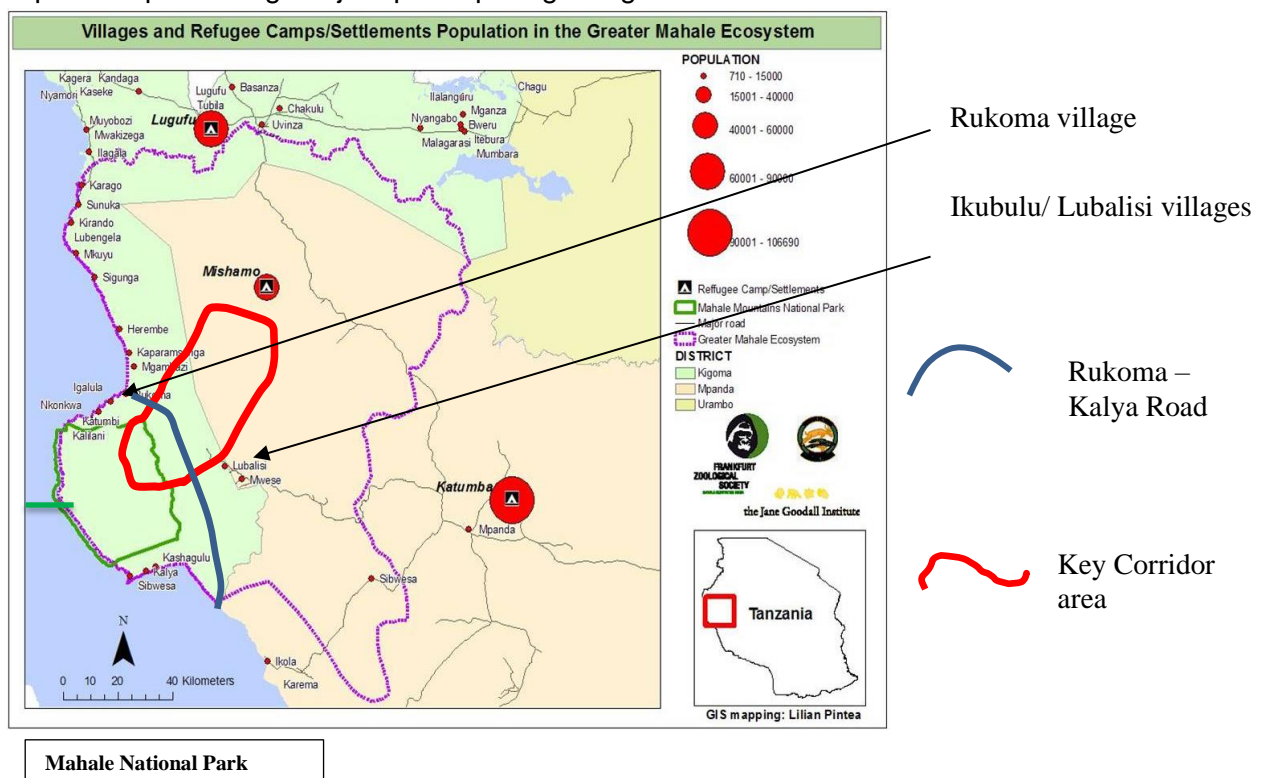 Villages and Refugee Camps/Settlements Population in the Greater Mahale Ecosystem
Kagera Kandaga
Nyamori Kaseke
Lugufu
Tubila
Basanza
Chakulu
Uvinza
Lugufu
Muyobozi
Mwakizega
Ilagala
Ilalanguru
Chagu
Mganza
Nyangabo
Bweru
Itebura
Malagarasi
Mumbara
Karago
Sunuka
Kirando
Lubengela
Mkuyu
Sigunga
Mishamo
Herembe
Igalula
Nkonkwa
Katumbi
Kalilani
Lubalisi
Mwese
Katumba
Mpanda
Kashagulu
Kalya
Sibwesa
Sibwesa
Ikola
Karema
N
0 10 20 40 Kilometers
POPULATION
710 - 15000
15001 - 40000
40001 - 60000
60001 - 90000
90001 - 106690
Reffugee Camp/Settlements
Mahale Mountains National Park
Major road
Greater Mahale Ecosystem
DISTRICT
Kigoma
Mpanda
Urambo
FRANKFURT
ZOOLOGICAL
SOCIETY
the Jane Goodall Institute
Tanzania
GIS mapping: Lilian Pintea
Rukoma village
Ikubulu/ Lubalisi villages
Rukoma –
Kalya Road
Key Corridor
area
Mahale National Park